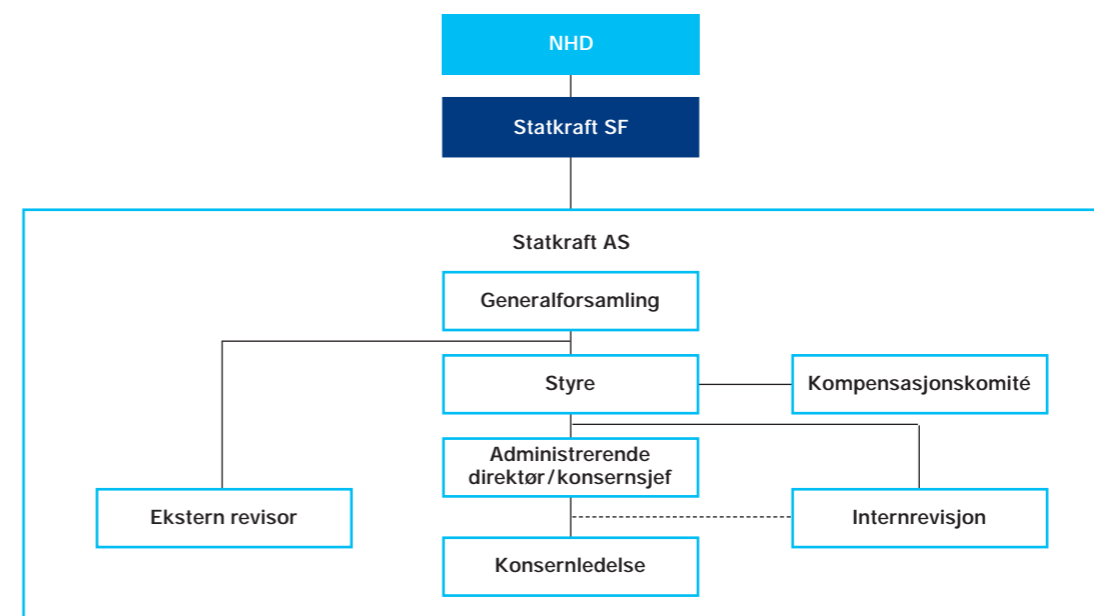 NHD
Statkraft SF
Statkraft AS
Generalforsamling
Styre
Kompensasjonskomité
Administrerende
direktør/konsernsjef
Ekstern revisor
Internrevisjon
Konsernledelse